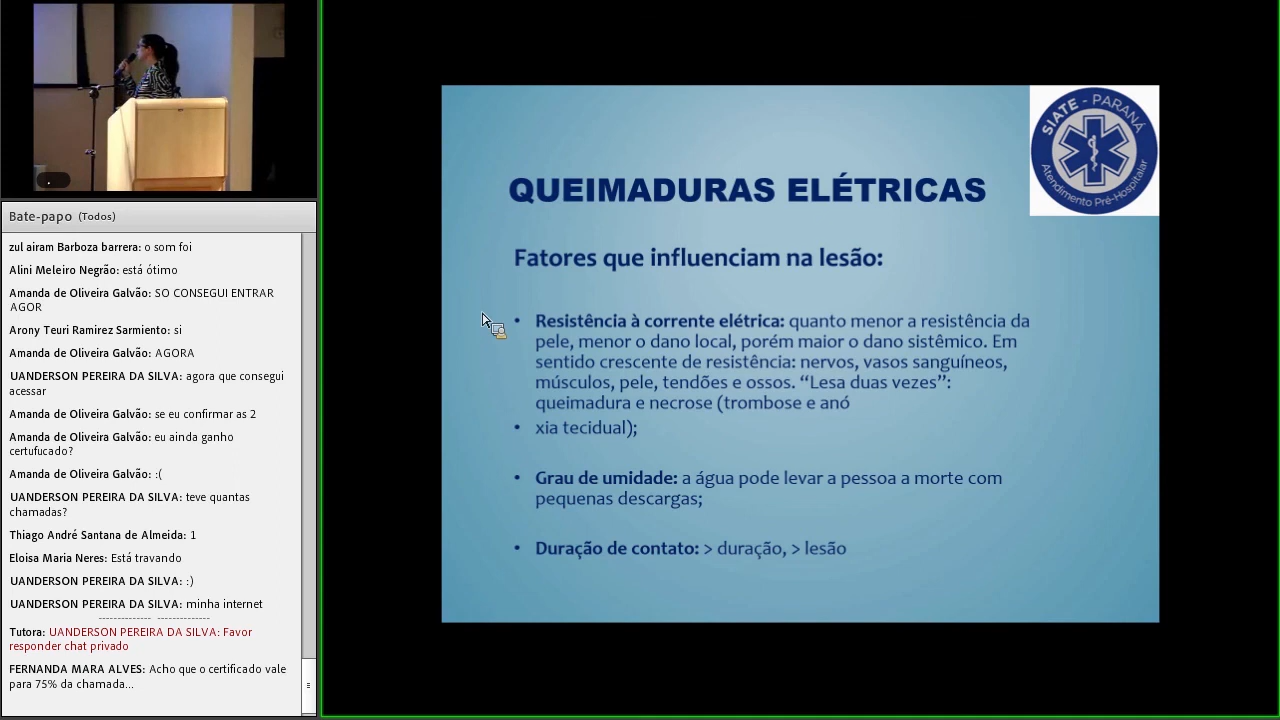 Bate-papo (Todos)
zul airam Barboza barrera: o som foi
Alini Meleiro Negrão: está ótimo
Amanda de Oliveira Galvão: SO CONSEGUI ENTRAR
AGOR
Arony Teuri Ramirez Sarmiento: si
Amanda de Oliveira Galvão: AGORA
UANDERSON PEREIRA DA SILVA: agora que consegui
acessar
Amanda de Oliveira Galvão: se eu confirmar as 2
Amanda de Oliveira Galvão: eu ainda ganho
certufucado?
Amanda de Oliveira Galvão: :(
UANDERSON PEREIRA DA SILVA: teve quantas
chamadas?
Thiago André Santana de Almeida: 1
Eloisa Maria Neres: Está travando
UANDERSON PEREIRA DA SILVA: :)
UANDERSON PEREIRA DA SILVA: minha internet
-------------- --------------
Tutora: UANDERSON PEREIRA DA SILVA: Favor
responder chat privado
FERNANDA MARA ALVES: Acho que o certificado vale
para 75% da chamada...
SIATE - PARANÁ
Atendimento Pré-Hospitalar
QUEIMADURAS ELÉTRICAS
Fatores que influenciam na lesão:
• Resistência à corrente elétrica: quanto menor a resistência da
pele, menor o dano local, porém maior o dano sistêmico. Em
sentido crescente de resistência: nervos, vasos sanguíneos,
músculos, pele, tendões e ossos. “Lesa duas vezes”:
queimadura e necrose (trombose e anó
• xia tecidual);
• Grau de umidade: a água pode levar a pessoa a morte com
pequenas descargas;
• Duração de contato: > duração, > lesão